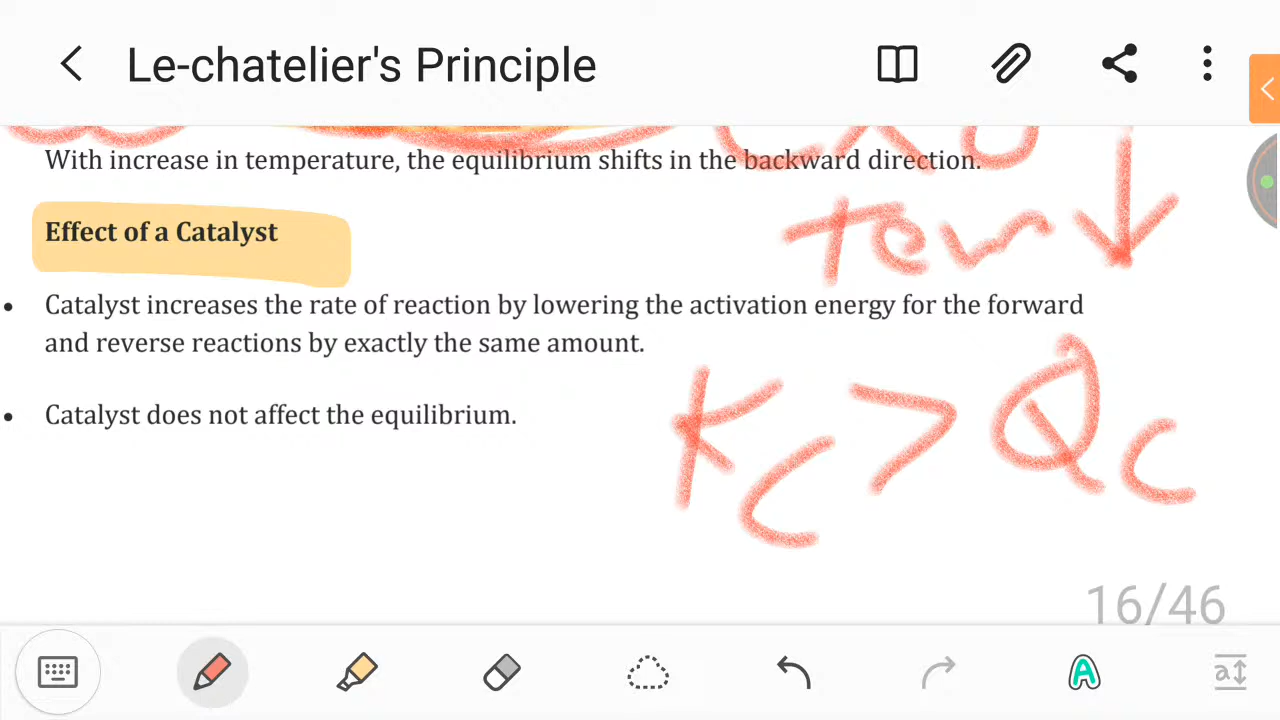 Le-chatelier's Principle
With increase in temperature, the equilibrium shifts in the backward direction.
Effect of a Catalyst
• Catalyst increases the rate of reaction by lowering the activation energy for the forward
and reverse reactions by exactly the same amount.
• Catalyst does not affect the equilibrium.
Kc > Qc
16/46
A
a